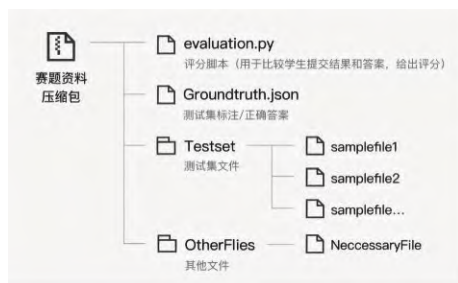 赛题资料
压缩包
evaluation.py
评分脚本（用于比较学生提交结果和答案，给出评分）
Groundtruth.json
测试集标注/正确答案
Testset
测试集文件
samplefile1
samplefile2
samplefile...
OtherFlies
其他文件
NeccessaryFile